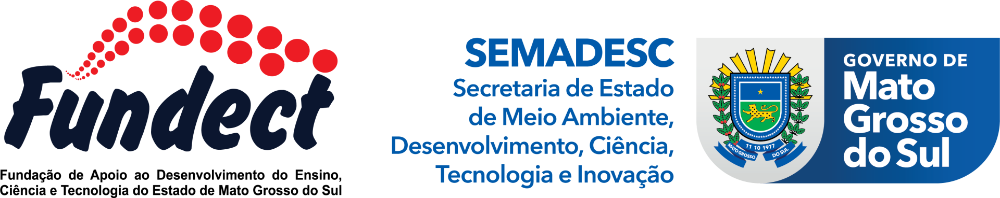 Fundect
Fundação de Apoio ao Desenvolvimento do Ensino,
Ciência e Tecnologia do Estado de Mato Grosso do Sul
SEMADESC
Secretaria de Estado
de Meio Ambiente,
Desenvolvimento, Ciência,
Tecnologia e Inovação
11 10 1977
MATO GROSSO
DO SUL
GOVERNO DE
Mato
Grosso
do Sul